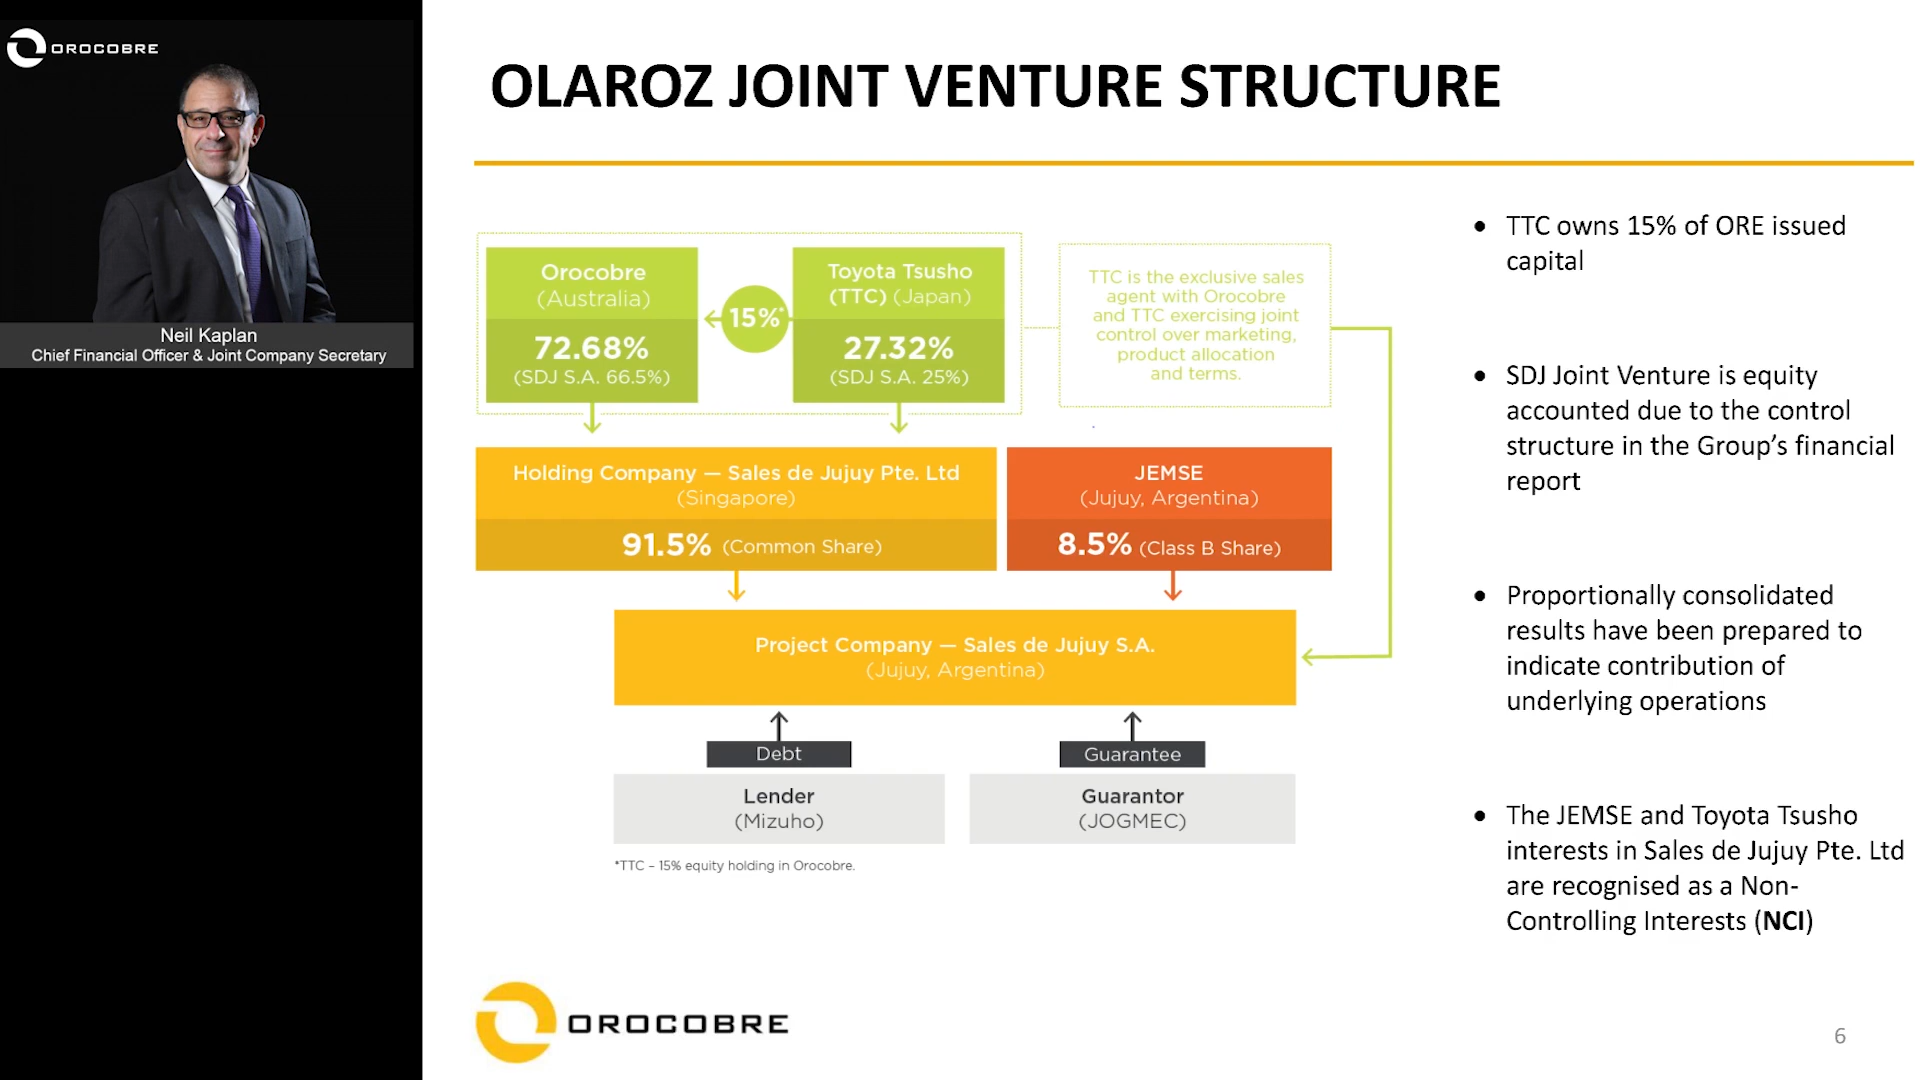 OROCOBRE
Neil Kaplan
Chief Financial Officer & Joint Company Secretary
OLAROZ JOINT VENTURE STRUCTURE
Orocobre
(Australia)
72.68%
(SDJ S.A. 66.5%)
15%*
Toyota Tsusho
(TTC) (Japan)
27.32%
(SDJ S.A. 25%)
TTC is the exclusive sales
agent with Orocobre
and TTC exercising joint
control over marketing,
product allocation
and terms.
Holding Company — Sales de Jujuy Pte. Ltd
(Singapore)
91.5% (Common Share)
JEMSE
(Jujuy, Argentina)
8.5% (Class B Share)
Project Company — Sales de Jujuy S.A.
(Jujuy, Argentina)
Debt
Lender
(Mizuho)
Guarantee
Guarantor
(JOGMEC)
*TTC – 15% equity holding in Orocobre.
• TTC owns 15% of ORE issued
capital
• SDJ Joint Venture is equity
accounted due to the control
structure in the Group’s financial
report
• Proportionally consolidated
results have been prepared to
indicate contribution of
underlying operations
• The JEMSE and Toyota Tsusho
interests in Sales de Jujuy Pte. Ltd
are recognised as a Non-
Controlling Interests (NCI)
OROCOBRE
6